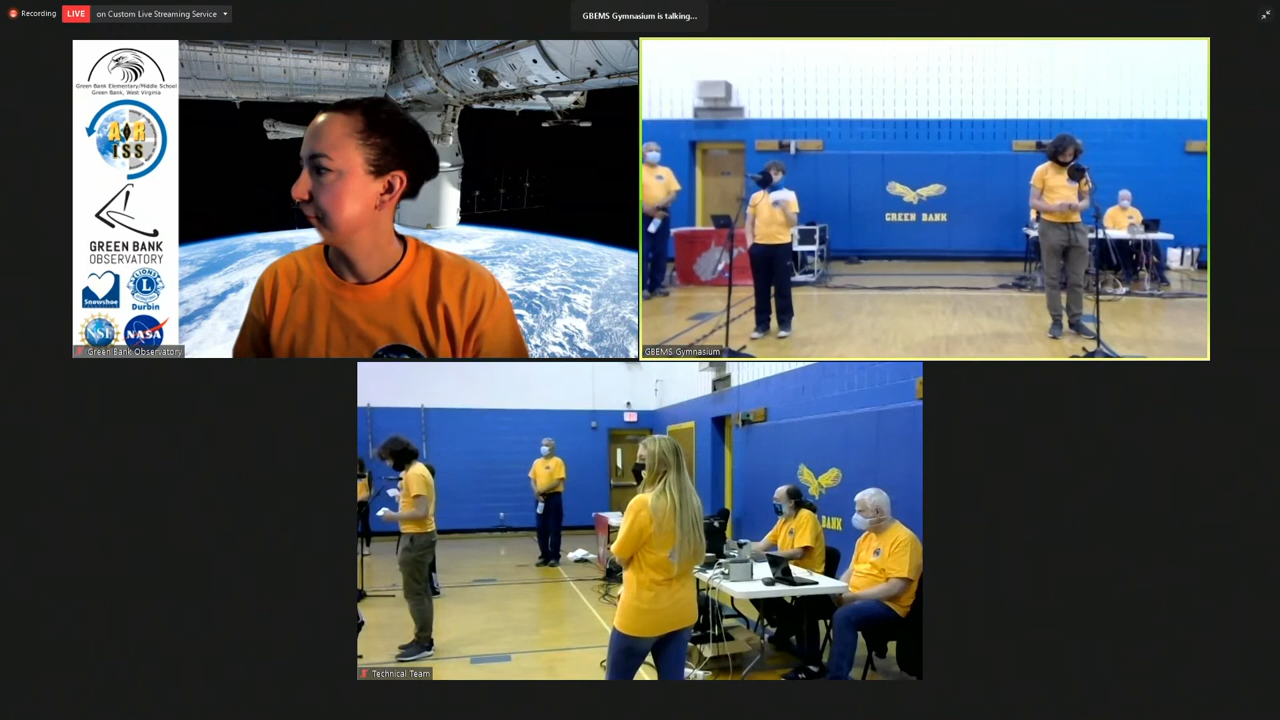 Recording
LIVE
on Custom Live Streaming Service
GBEMS Gymnasium is talking...
Green Bank Elementary/Middle School
Green Bank, West Virginia
ARISS
GREEN BANK
OBSERVATORY
Snowshoe
LIONS
Durbin
NSF
NASA
Green Bank Observatory
GREEN BANK
GBEMS Gymnasium
BANK
Technical Team